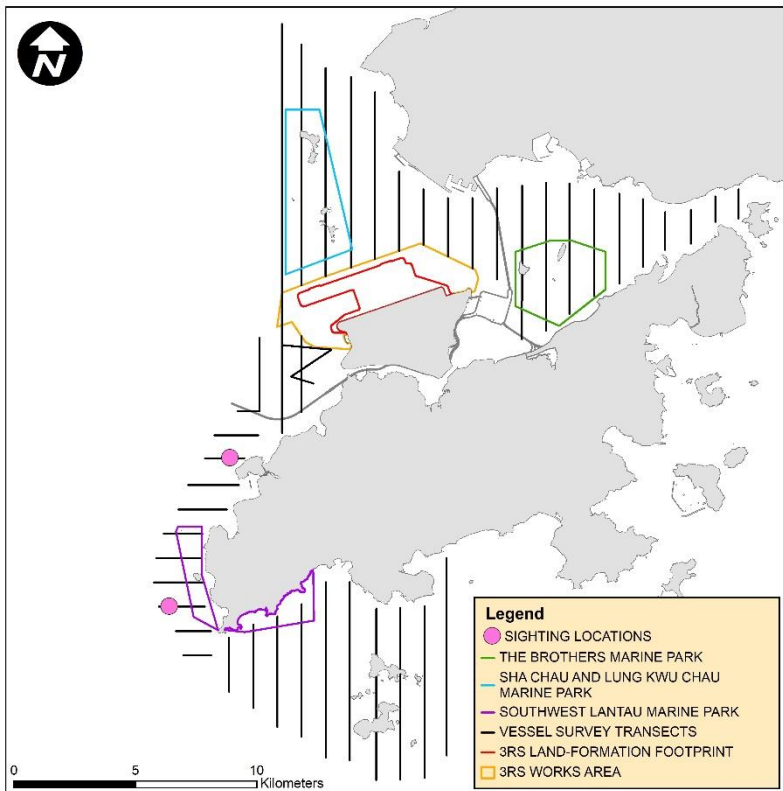 N
Legend
SIGHTING LOCATIONS
THE BROTHERS MARINE PARK
SHA CHAU AND LUNG KWU CHAU
MARINE PARK
SOUTHWEST LANTAU MARINE PARK
VESSEL SURVEY TRANSECTS
3RS LAND-FORMATION FOOTPRINT
3RS WORKS AREA
0 5 10
Kilometers